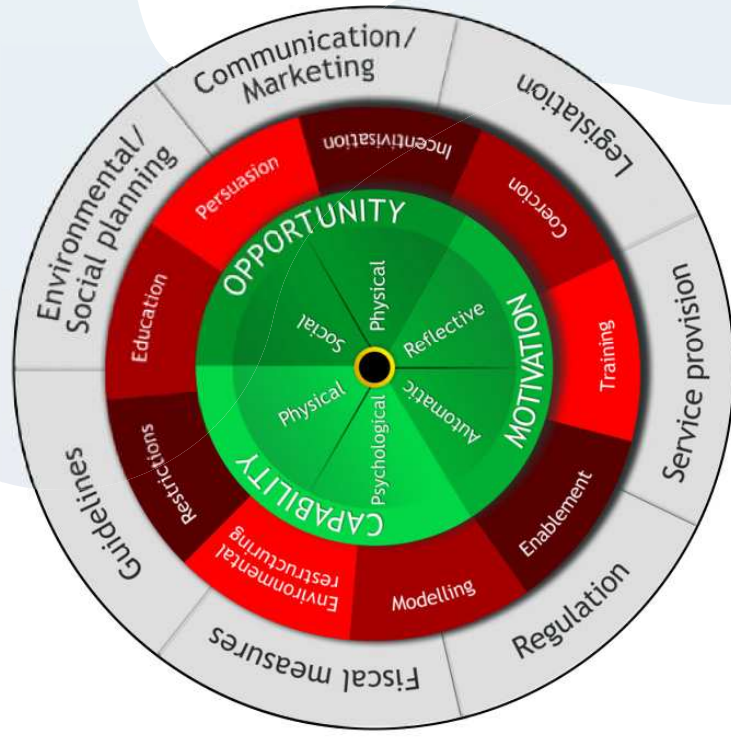 Communication/
Marketing
Legislation
Service provision
Regulation
Fiscal measures
Guidelines
Environmental/
Social planning
Incentivisation
Coercion
Training
Enablement
Modelling
Environmental
restructuring
Restrictions
Education
Persuasion
OPPORTUNITY
MOTIVATION
CAPABILITY
Physical
Reflective
Automatic
Psychological
Physical
Social